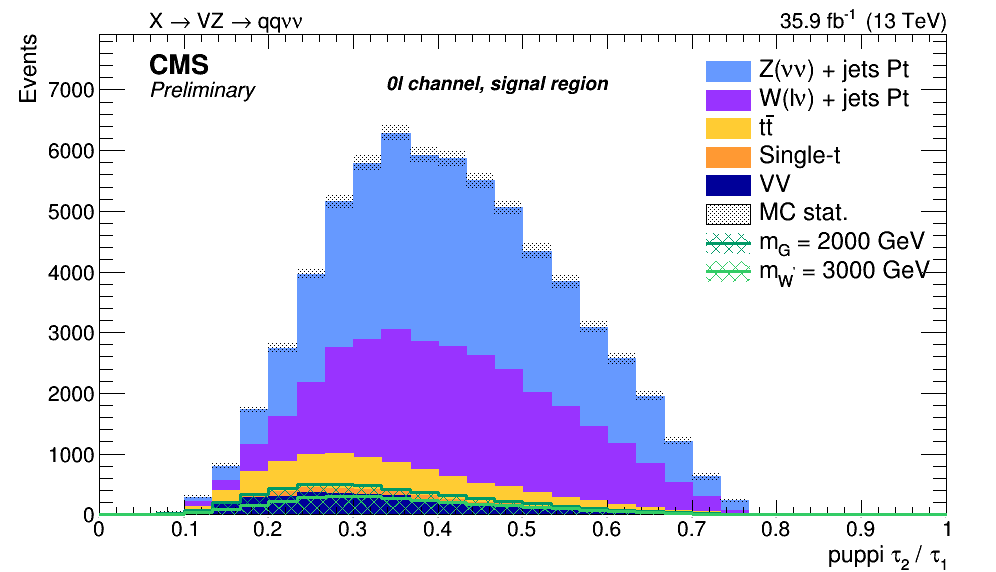 X → VZ → qqνν
35.9 fb⁻¹ (13 TeV)
Events
CMS
Preliminary
0l channel, signal region
Z(νν) + jets Pt
W(lν) + jets Pt
tt̄
Single-t
VV
MC stat.
m_G = 2000 GeV
m_W' = 3000 GeV
7000
6000
5000
4000
3000
2000
1000
0
0 0.1 0.2 0.3 0.4 0.5 0.6 0.7 0.8 0.9 1
puppi τ₂ / τ₁